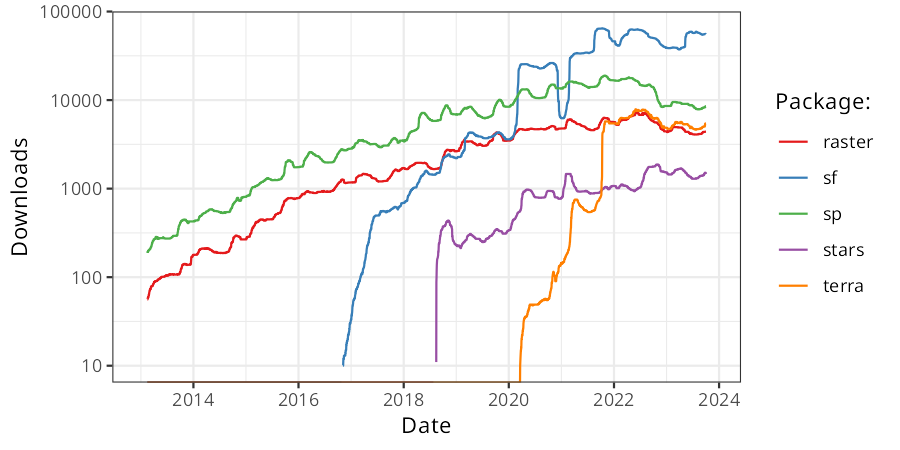 100000
10000
1000
100
10
Downloads
2014 2016 2018 2020 2022 2024
Date
Package:
raster
sf
sp
stars
terra